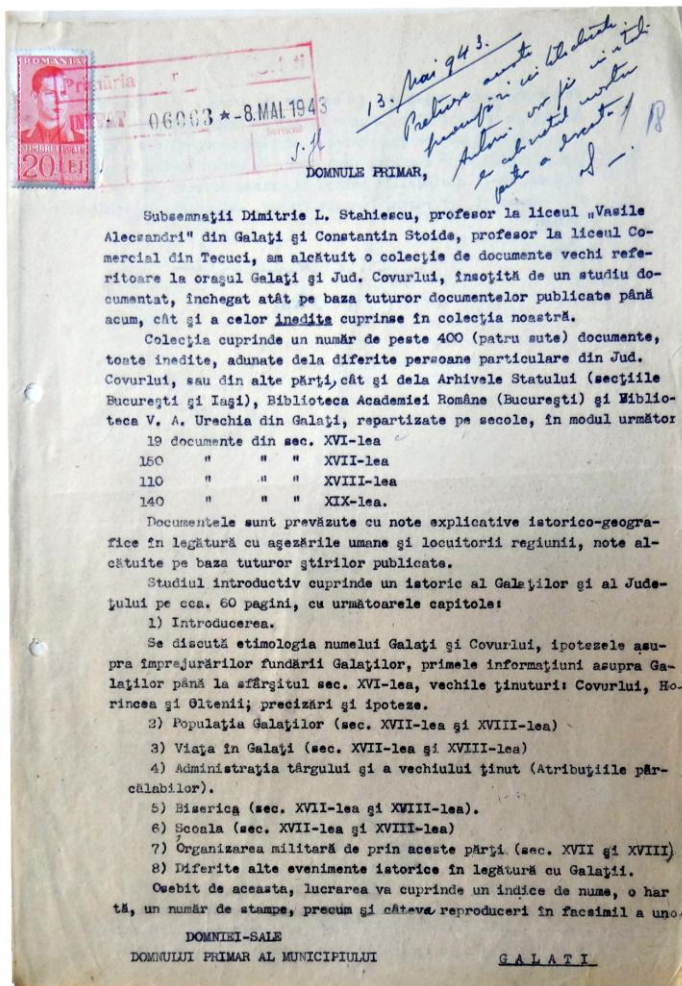 ROMANIA
TIMBRU FISCAL
20 LEI
Primăria
06003 ★ -8. MAI. 1943
13. Mai 943.
DOMNULE PRIMAR,
Subsemnaţii Dimitrie L. Stahiescu, profesor la liceul „Vasile
Alecsandri" din Galaţi şi Constantin Stoide, profesor la liceul Co-
mercial din Tecuci, am alcătuit o colecţie de documente vechi refe-
ritoare la oraşul Galaţi şi Jud. Covurlui, însoţită de un studiu do-
cumentat, închegat atât pe baza tuturor documentelor publicate până
acum, cât şi a celor inedite cuprinse în colecţia noastră.
Colecţia cuprinde un număr de peste 400 (patru sute) documente,
toate inedite, adunate dela diferite persoane particulare din Jud.
Covurlui, sau din alte părţi, cât şi dela Arhivele Statului (secţiile
Bucureşti şi Iaşi), Biblioteca Academiei Române (Bucureşti) şi Biblio-
teca V. A. Urechia din Galaţi, repartizate pe secole, în modul următor
19 documente din sec. XVI-lea
150 " " " XVII-lea
110 " " " XVIII-lea
140 " " " XIX-lea.
Documentele sunt prevăzute cu note explicative istorico-geogra-
fice în legătură cu aşezările umane şi locuitorii regiunii, note al-
cătuite pe baza tuturor ştirilor publicate.
Studiul introductiv cuprinde un istoric al Galaţilor şi al Jude-
ţului pe cca. 60 pagini, cu următoarele capitole:
1) Introducerea.
Se discută etimologia numelui Galaţi şi Covurlui, ipotezele asu-
pra împrejurărilor fundării Galaţilor, primele informaţiuni asupra Ga-
laţilor până la sfârşitul sec. XVI-lea, vechile ţinuturi: Covurlui, Ho-
rincea şi Olteni; precizări şi ipoteze.
2) Populaţia Galaţilor (sec. XVII-lea şi XVIII-lea)
3) Viaţa în Galaţi (sec. XVII-lea şi XVIII-lea)
4) Administraţia târgului şi a vechiului ţinut (Atribuţiile pâr-
călabilor).
5) Biserica (sec. XVII-lea şi XVIII-lea).
6) Scoala (sec. XVII-lea şi XVIII-lea)
7) Organizarea militară de prin aceste părţi (sec. XVII şi XVIII)
8) Diferite alte evenimente istorice în legătură cu Galaţii.
Osebit de aceasta, lucrarea va cuprinde un indice de nume, o har
tă, un număr de stampe, precum şi câteva reproduceri în facsimil a uno
DOMNIEI-SALE
DOMNULUI PRIMAR AL MUNICIPIULUI GALATI